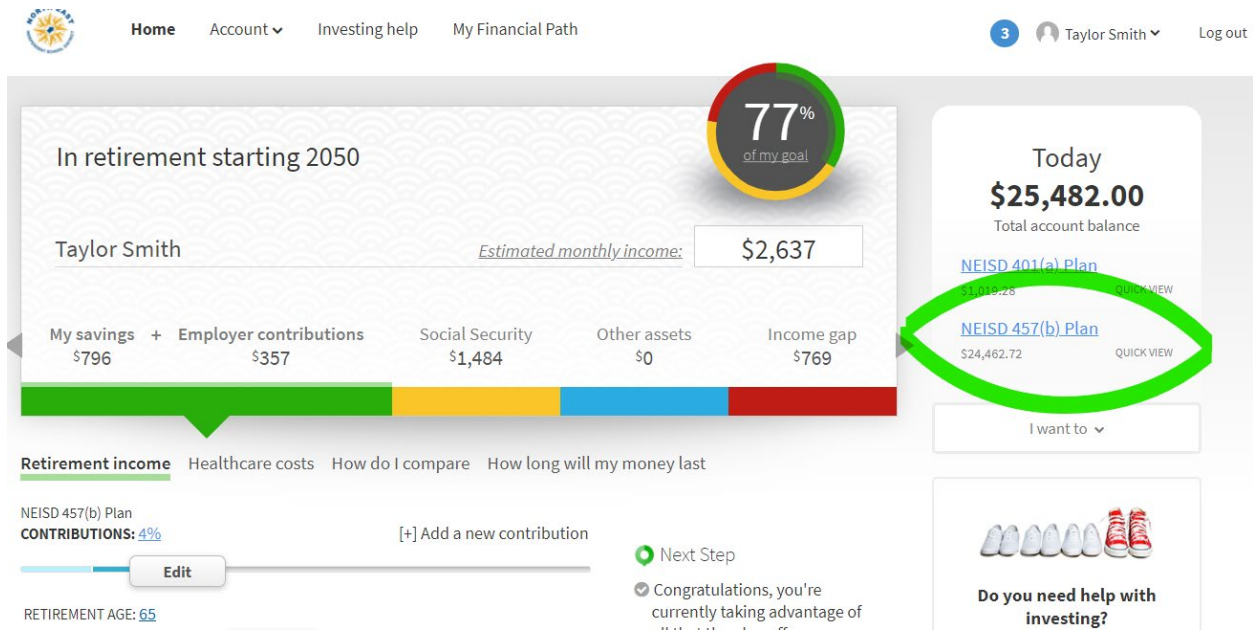 NORTH EAST
Home Account Investing help My Financial Path
3 Taylor Smith Log out
77%
of my goal
In retirement starting 2050
Taylor Smith Estimated monthly income: $2,637
My savings + Employer contributions Social Security Other assets Income gap
$796 $357 $1,484 $0 $769
Today
$25,482.00
Total account balance
NEISD 401(a) Plan
$1,019.28 QUICK VIEW
NEISD 457(b) Plan
$24,462.72 QUICK VIEW
I want to
Retirement income Healthcare costs How do I compare How long will my money last
NEISD 457(b) Plan
CONTRIBUTIONS: 4% [+] Add a new contribution
Edit
RETIREMENT AGE: 65
Next Step
Congratulations, you're
currently taking advantage of
Do you need help with
investing?